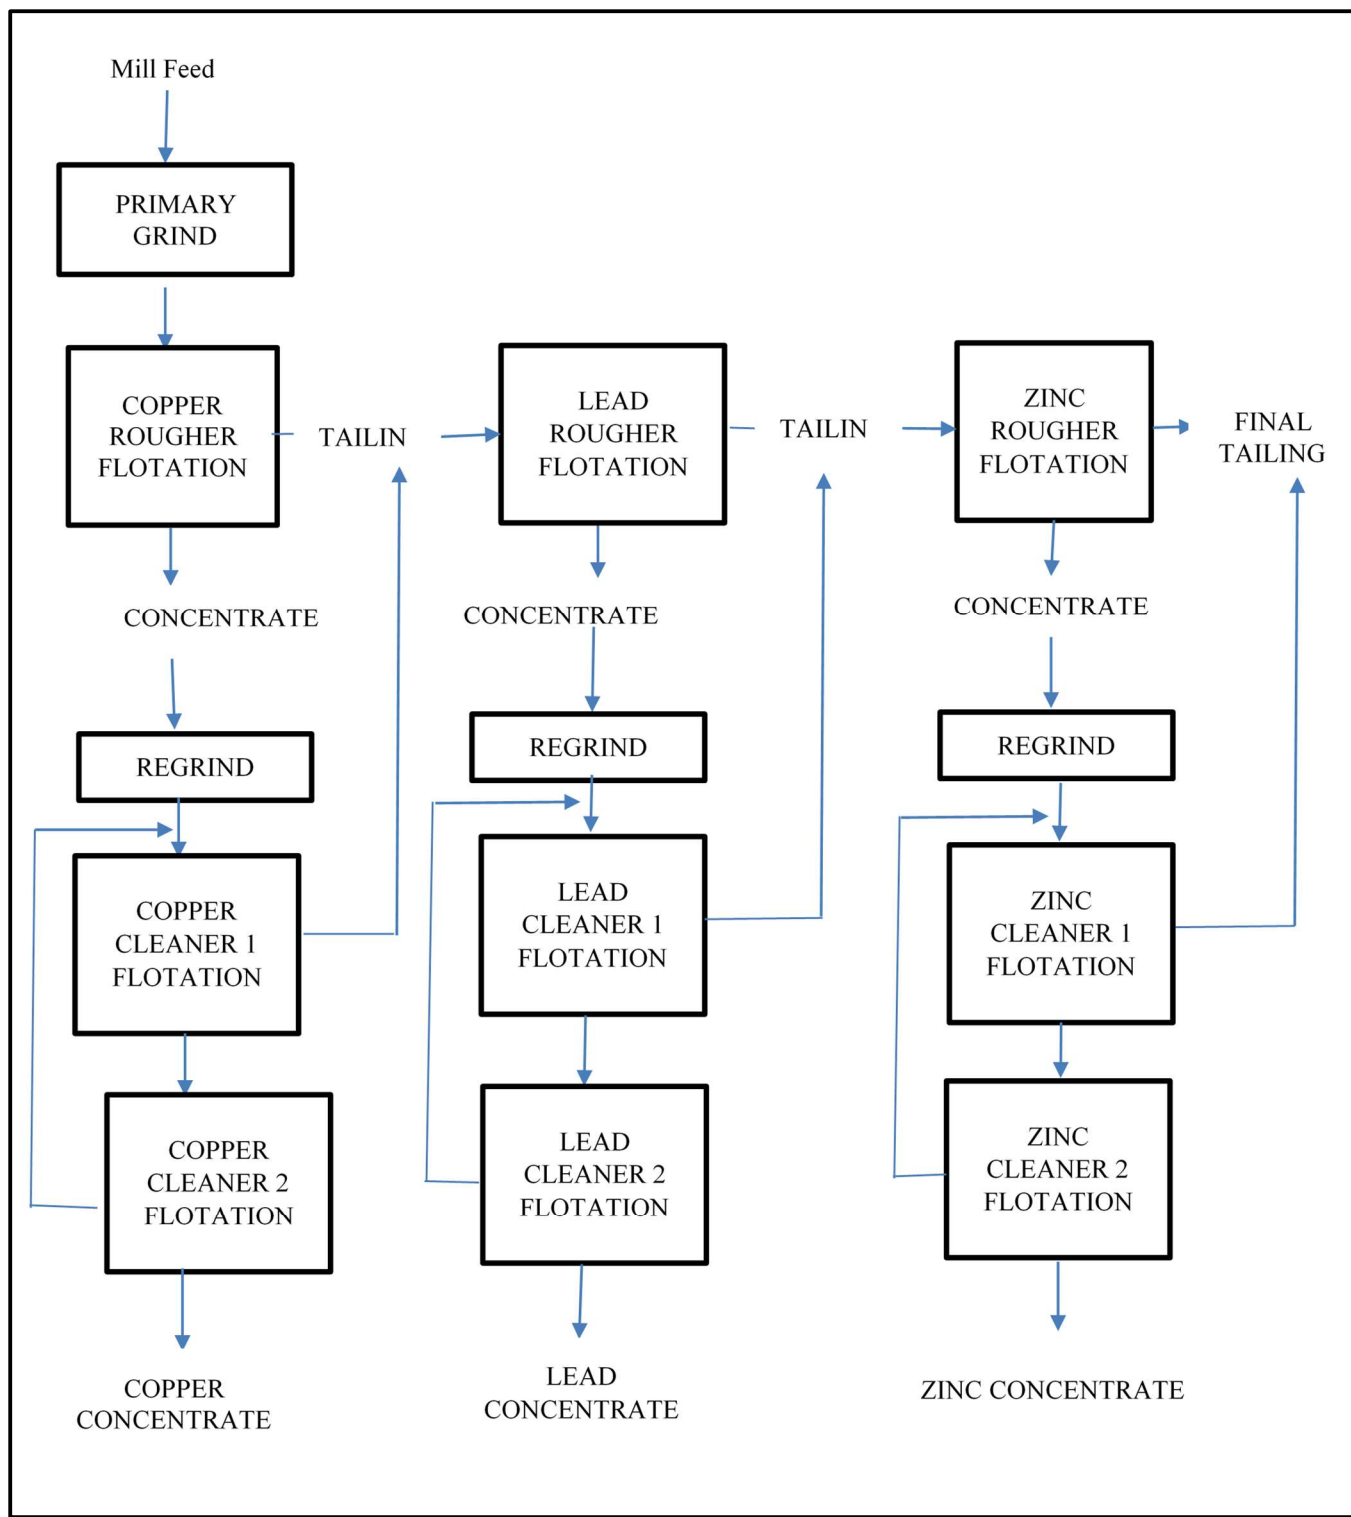 Mill Feed
PRIMARY
GRIND
COPPER
ROUGHER
FLOTATION
TAILIN
LEAD
ROUGHER
FLOTATION
TAILIN
ZINC
ROUGHER
FLOTATION
FINAL
TAILING
CONCENTRATE
CONCENTRATE
CONCENTRATE
REGRIND
REGRIND
REGRIND
COPPER
CLEANER 1
FLOTATION
LEAD
CLEANER 1
FLOTATION
ZINC
CLEANER 1
FLOTATION
COPPER
CLEANER 2
FLOTATION
LEAD
CLEANER 2
FLOTATION
ZINC
CLEANER 2
FLOTATION
COPPER
CONCENTRATE
LEAD
CONCENTRATE
ZINC CONCENTRATE